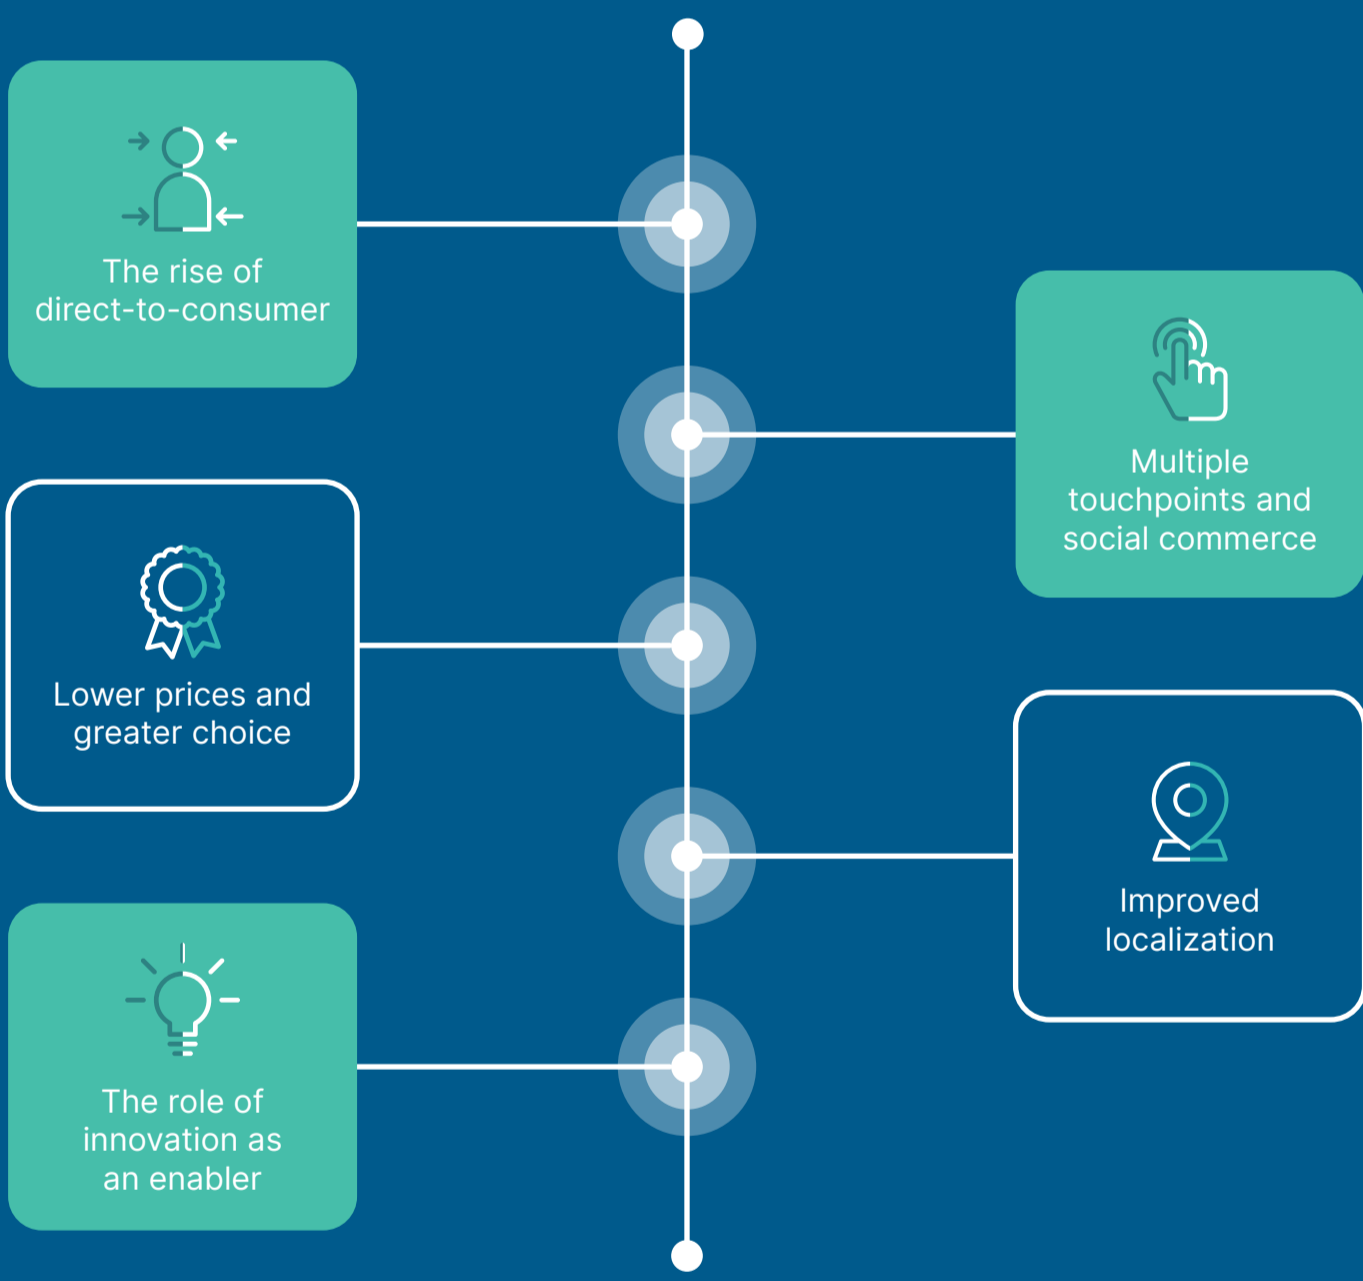 The rise of
direct-to-consumer
Multiple
touchpoints and
social commerce
Lower prices and
greater choice
Improved
localization
The role of
innovation as
an enabler